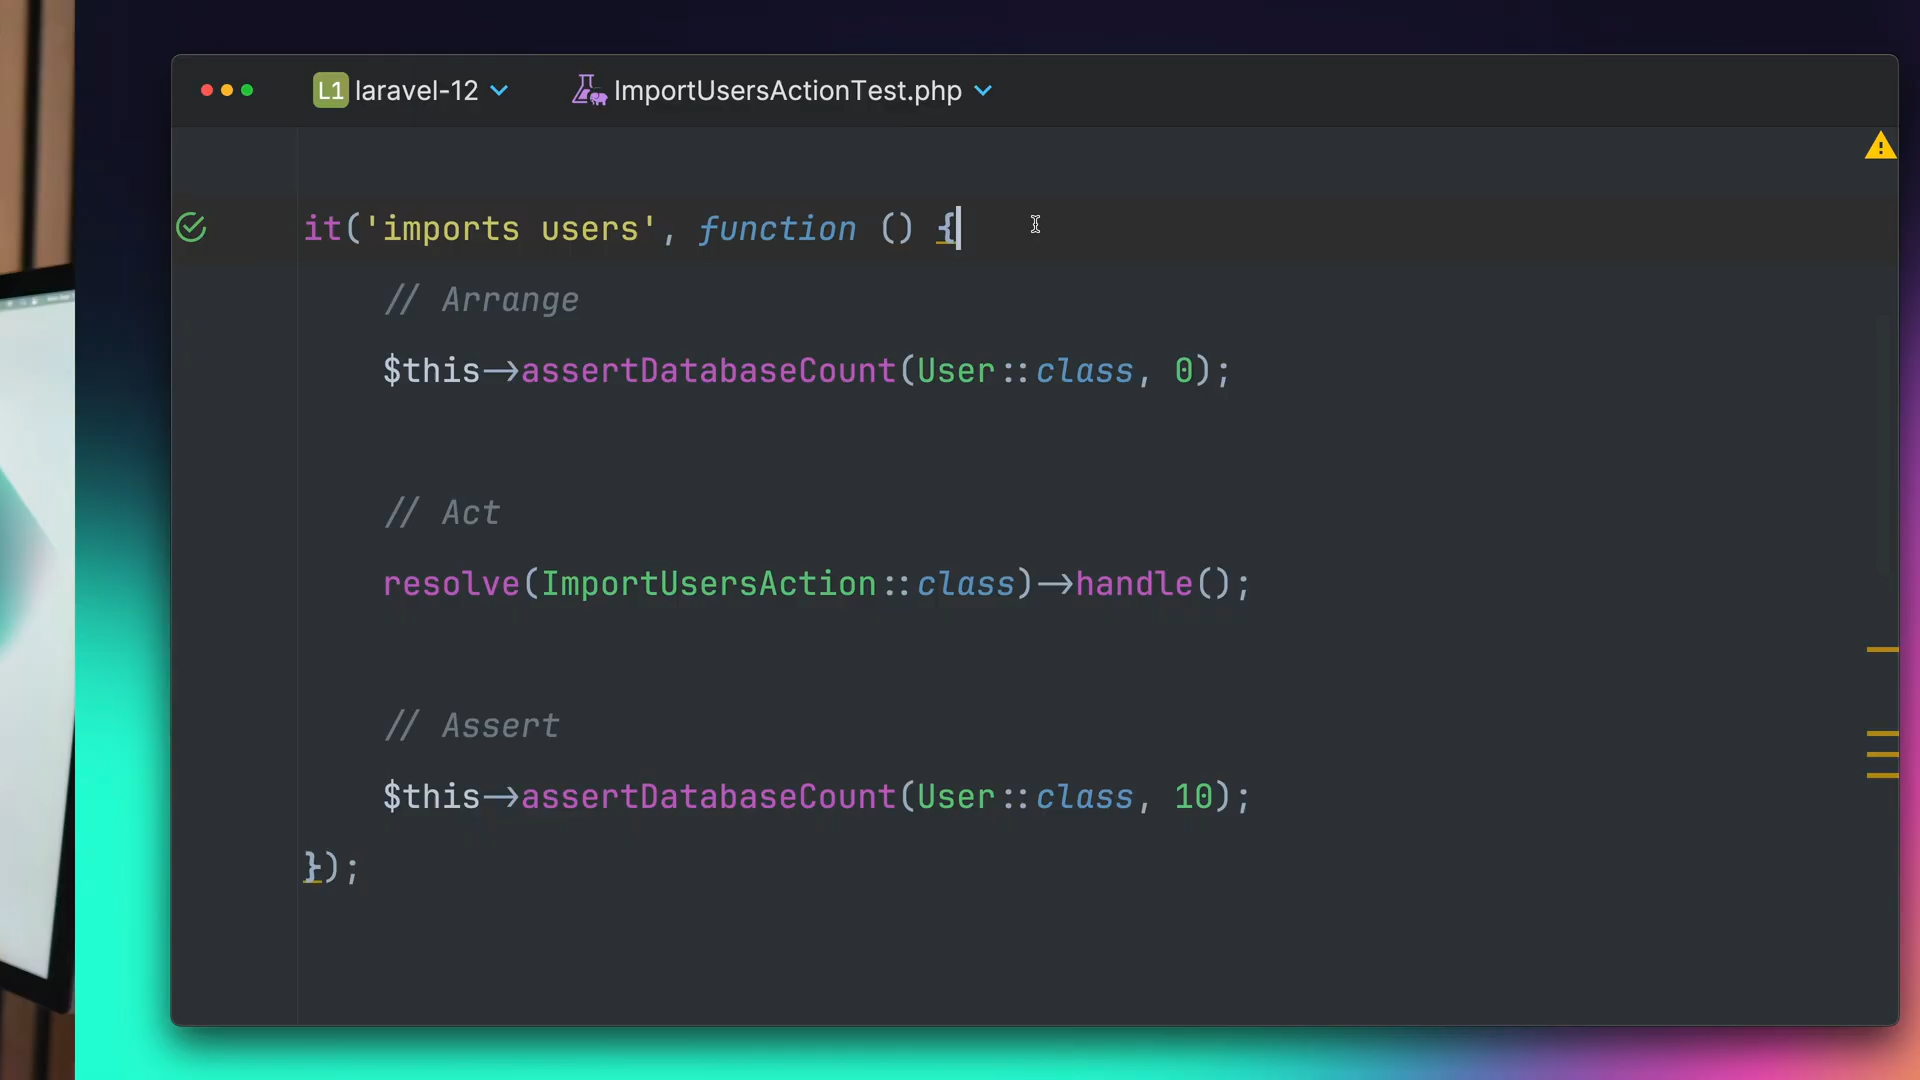 L1 laravel-12 ImportUsersActionTest.php
it('imports users', function () {
// Arrange
$this->assertDatabaseCount(User::class, 0);
// Act
resolve(ImportUsersAction::class)->handle();
// Assert
$this->assertDatabaseCount(User::class, 10);
});